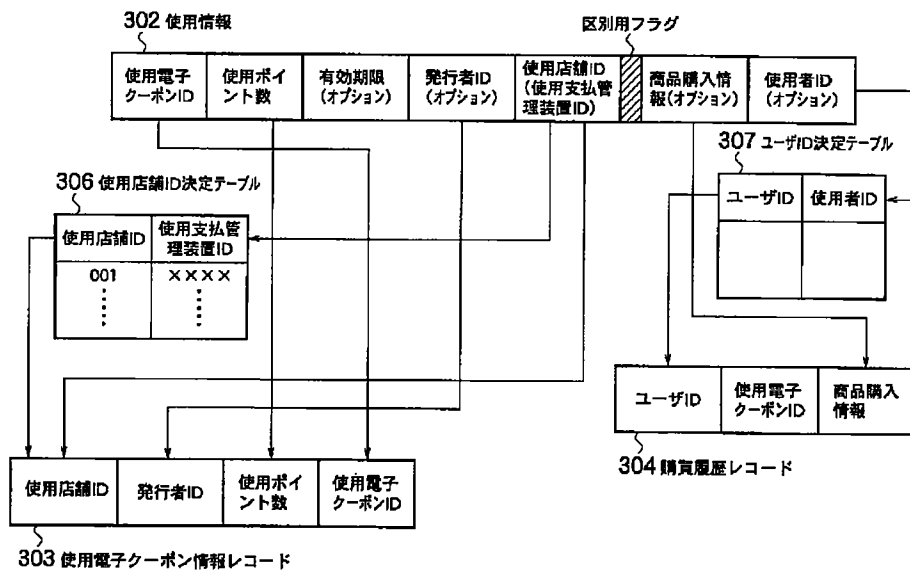 302 使用情報
区別用フラグ
使用電子
クーポンID
使用ポイ
ント数
有効期限
(オプション)
発行者ID
(オプション)
使用店舗ID
(使用支払管
理装置ID)
商品購入情
報(オプション)
使用者ID
(オプション)
307 ユーザID決定テーブル
ユーザID
使用者ID
306 使用店舗ID決定テーブル
使用店舗ID
使用支払管
理装置ID
001
××××
ユーザID
使用電子
クーポンID
商品購入
情報
304 購買履歴レコード
使用店舗ID
発行者ID
使用ポイ
ント数
使用電子
クーポンID
303 使用電子クーポン情報レコード